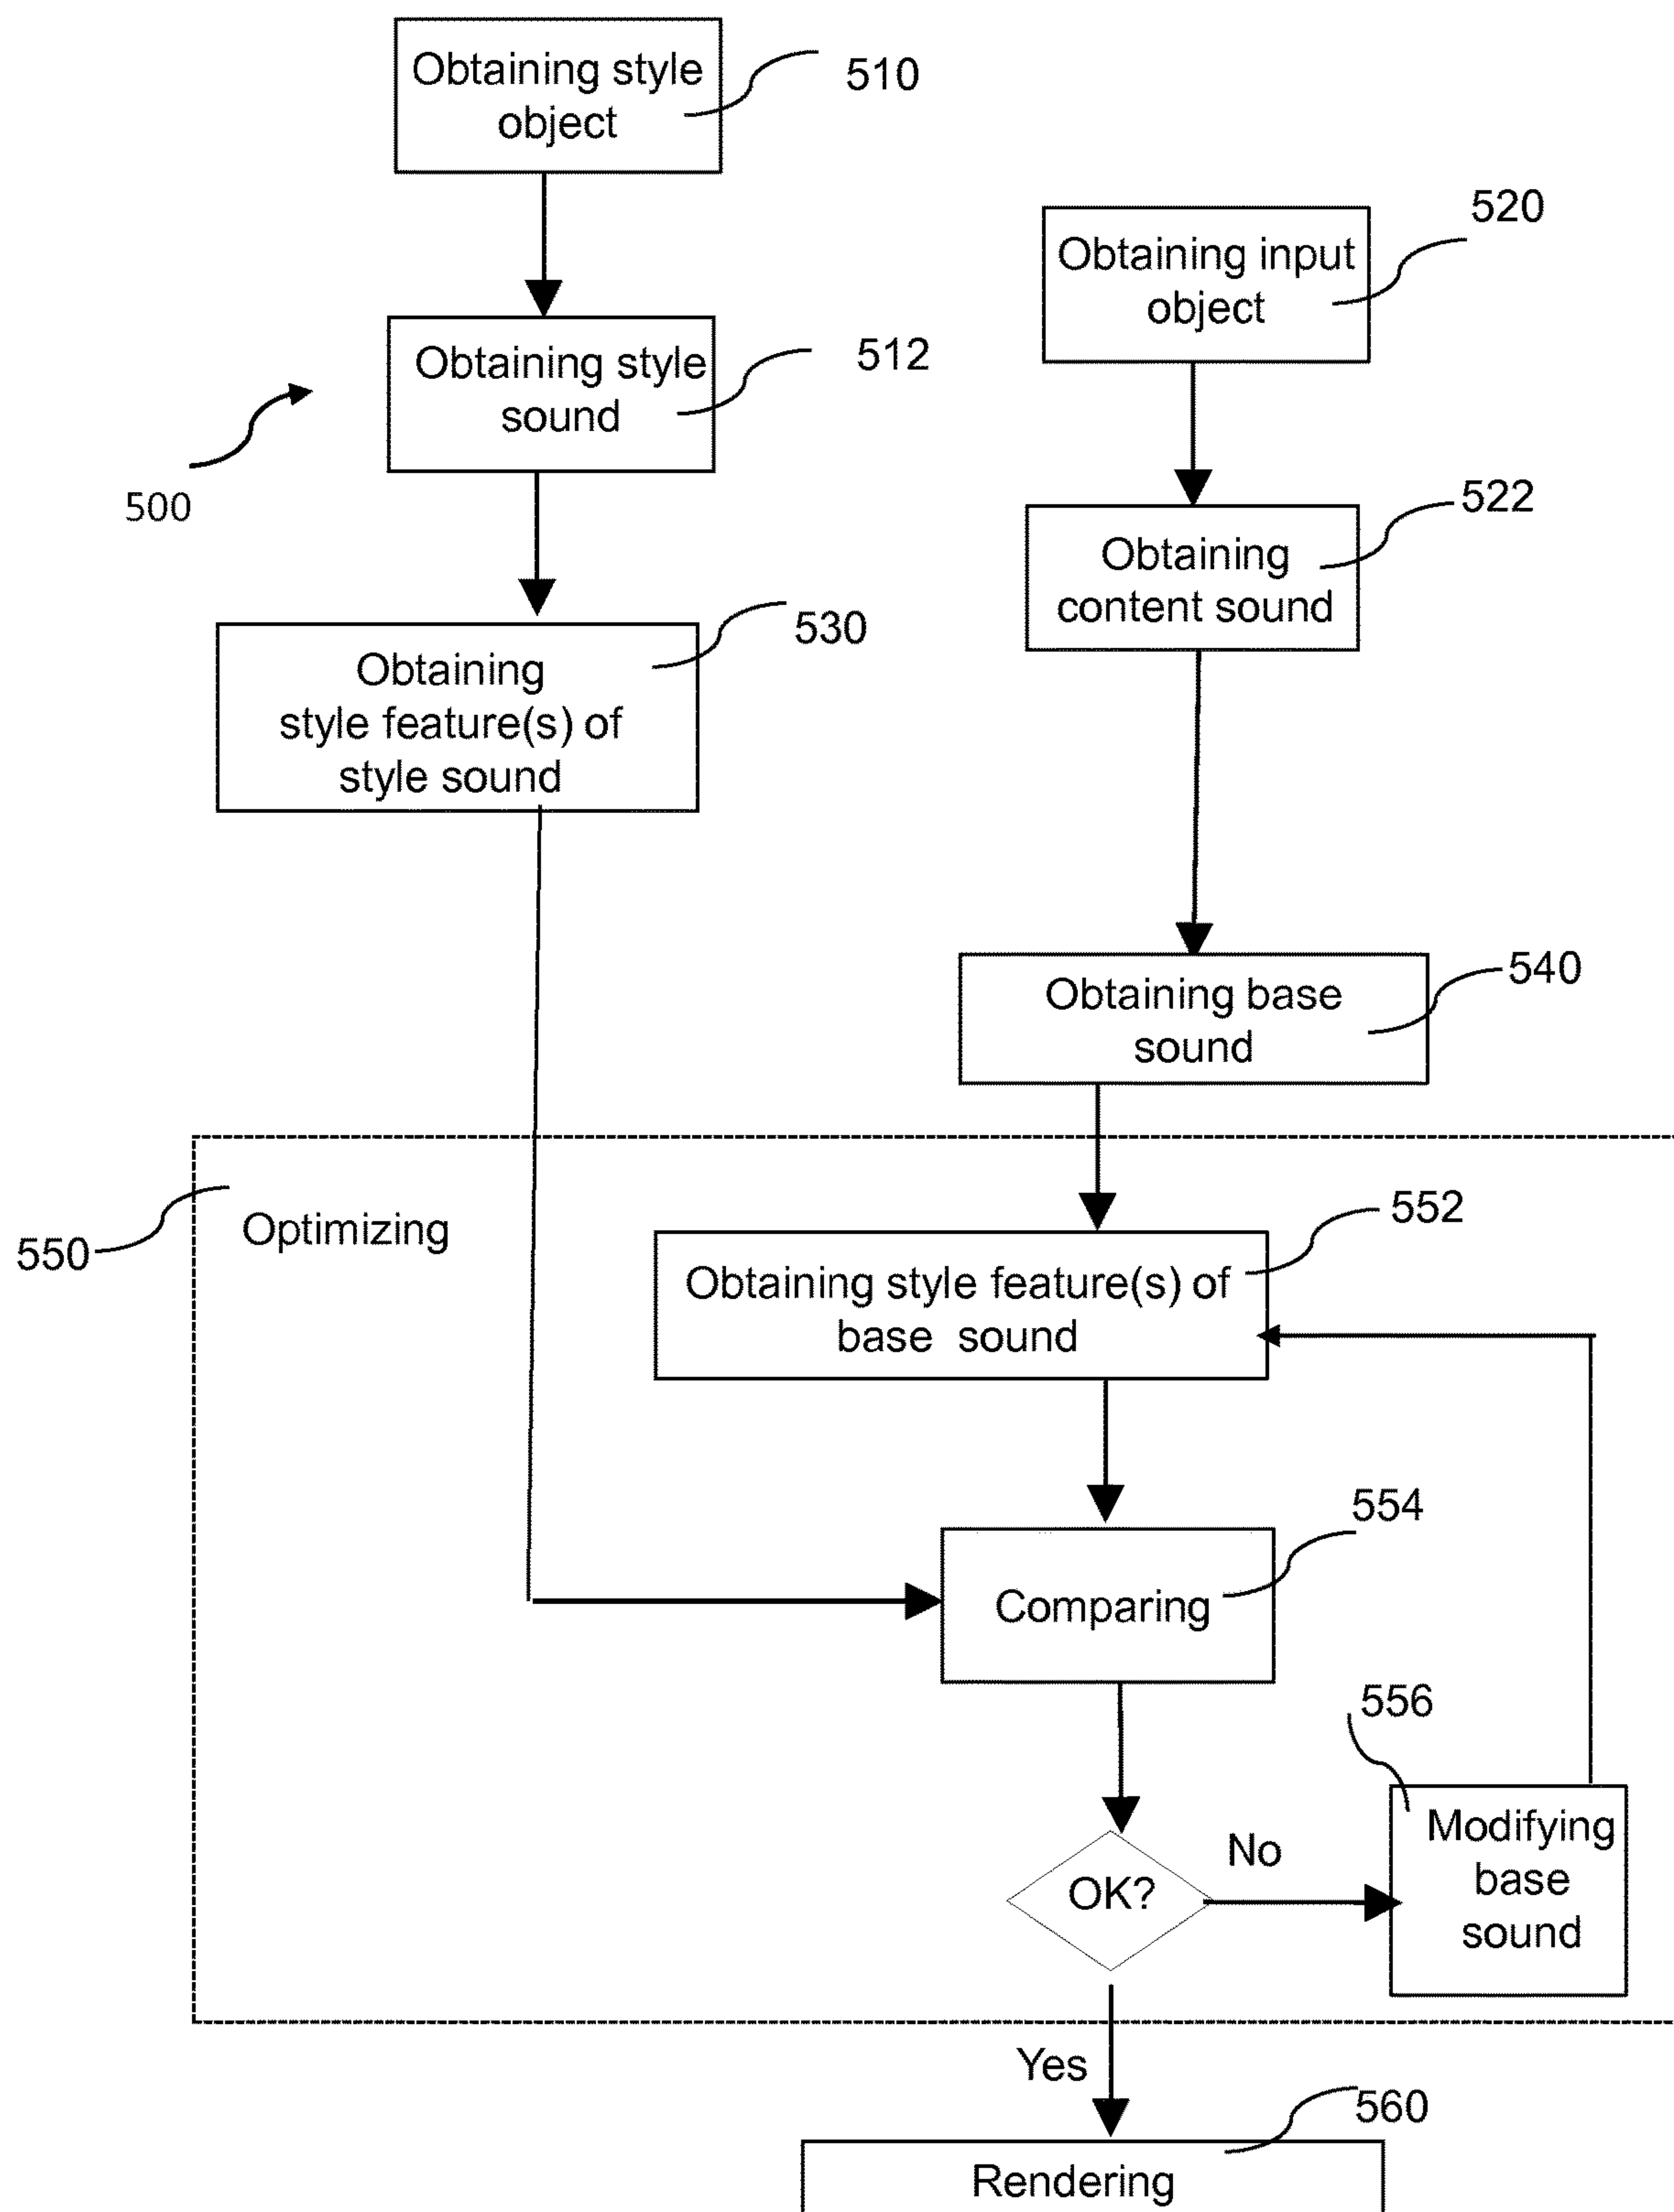 Obtaining style
object
510
520
Obtaining input
object
Obtaining style
sound
512
500
522
Obtaining
content sound
530
Obtaining
style feature(s) of
style sound
540
Obtaining base
sound
550
Optimizing
552
Obtaining style feature(s) of
base sound
554
Comparing
556
Modifying
base
sound
OK?
No
Yes
560
Rendering